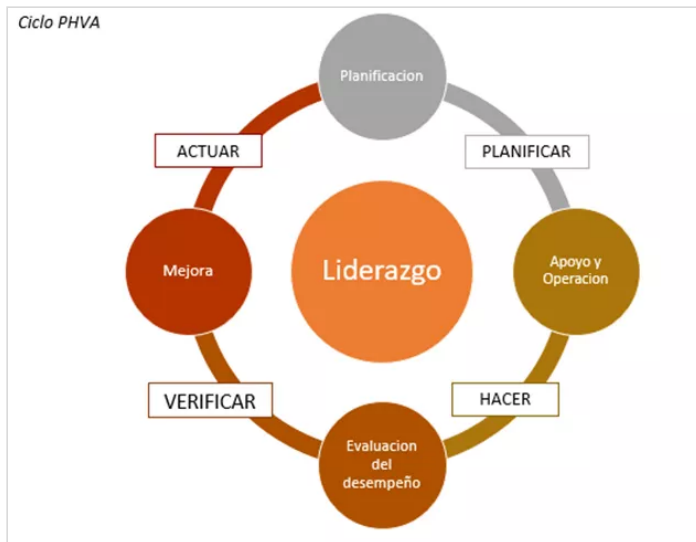 Ciclo PHVA
Planificacion
ACTUAR
PLANIFICAR
Mejora
Liderazgo
Apoyo y
Operacion
VERIFICAR
HACER
Evaluacion
del
desempeño